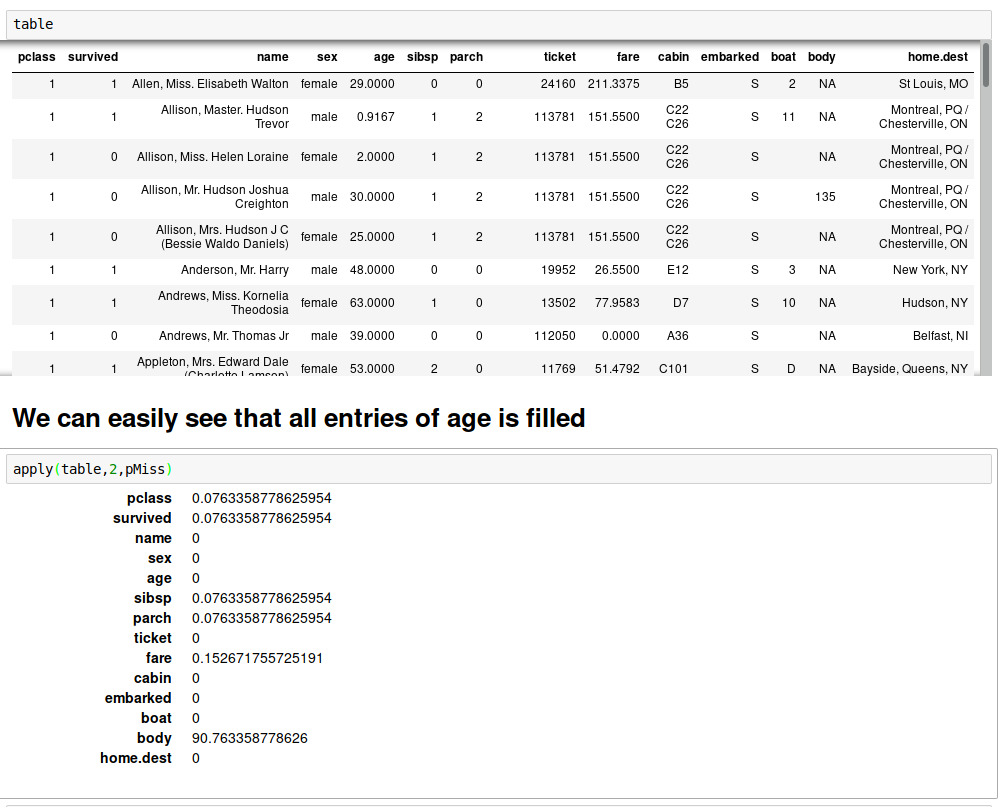 table
pclass survived name sex age sibsp parch ticket fare cabin embarked boat body home.dest
1 1 Allen, Miss. Elisabeth Walton female 29.0000 0 0 24160 211.3375 B5 S 2 NA St Louis, MO
Allison, Master. Hudson C22 Montreal, PQ /
1 1 male 0.9167 1 2 113781 151.5500 S 11 NA
Trevor C26 Chesterville, ON
C22 Montreal, PQ /
1 0 Allison, Miss. Helen Loraine female 2.0000 1 2 113781 151.5500 S NA
C26 Chesterville, ON
Allison, Mr. Hudson Joshua C22 Montreal, PQ /
1 0 male 30.0000 1 2 113781 151.5500 S 135
Creighton C26 Chesterville, ON
Allison, Mrs. Hudson J C C22 Montreal, PQ /
1 0 female 25.0000 1 2 113781 151.5500 S NA
(Bessie Waldo Daniels) C26 Chesterville, ON
1 1 Anderson, Mr. Harry male 48.0000 0 0 19952 26.5500 E12 S 3 NA New York, NY
Andrews, Miss. Kornelia
1 1 female 63.0000 1 0 13502 77.9583 D7 S 10 NA Hudson, NY
Theodosia
1 0 Andrews, Mr. Thomas Jr male 39.0000 0 0 112050 0.0000 A36 S NA Belfast, NI
Appleton, Mrs. Edward Dale
1 1 female 53.0000 2 0 11769 51.4792 C101 S D NA Bayside, Queens, NY
(Charlotte Lamson)
We can easily see that all entries of age is filled
apply(table,2,pMiss)
pclass 0.0763358778625954
survived 0.0763358778625954
name 0
sex 0
age 0
sibsp 0.0763358778625954
parch 0.0763358778625954
ticket 0
fare 0.152671755725191
cabin 0
embarked 0
boat 0
body 90.763358778626
home.dest 0